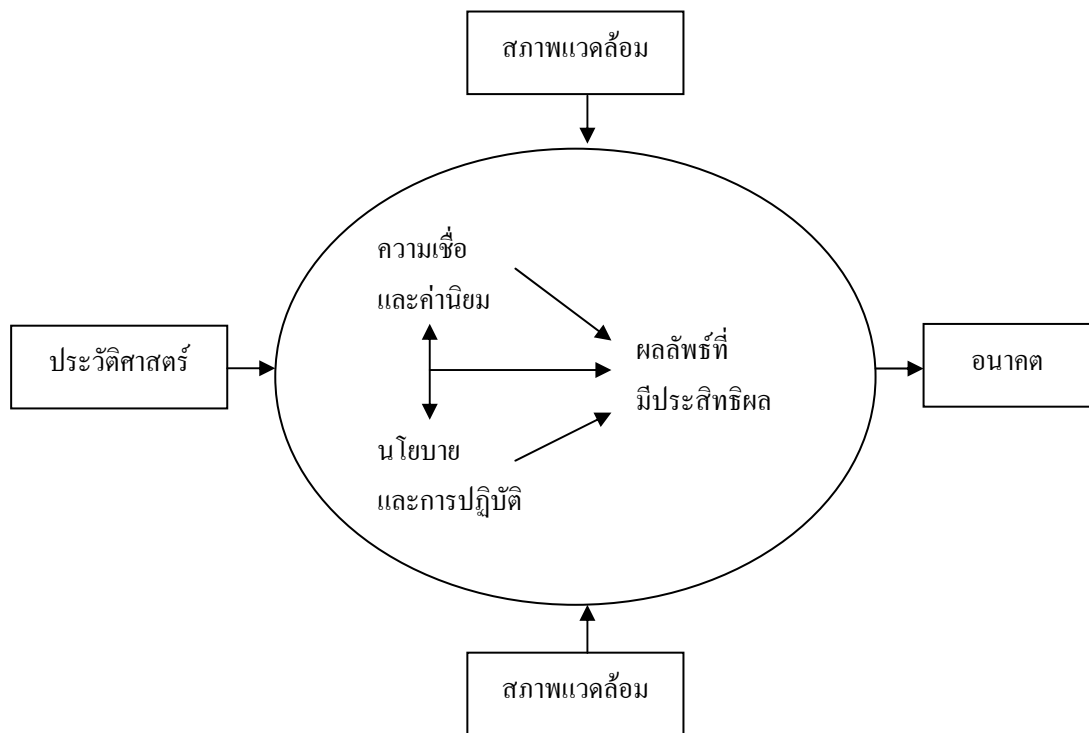 สภาพแวดล้อม
ความเชื่อ
และค่านิยม
ประวัติศาสตร์
ผลลัพธ์ที่
มีประสิทธิผล
อนาคต
นโยบาย
และการปฏิบัติ
สภาพแวดล้อม